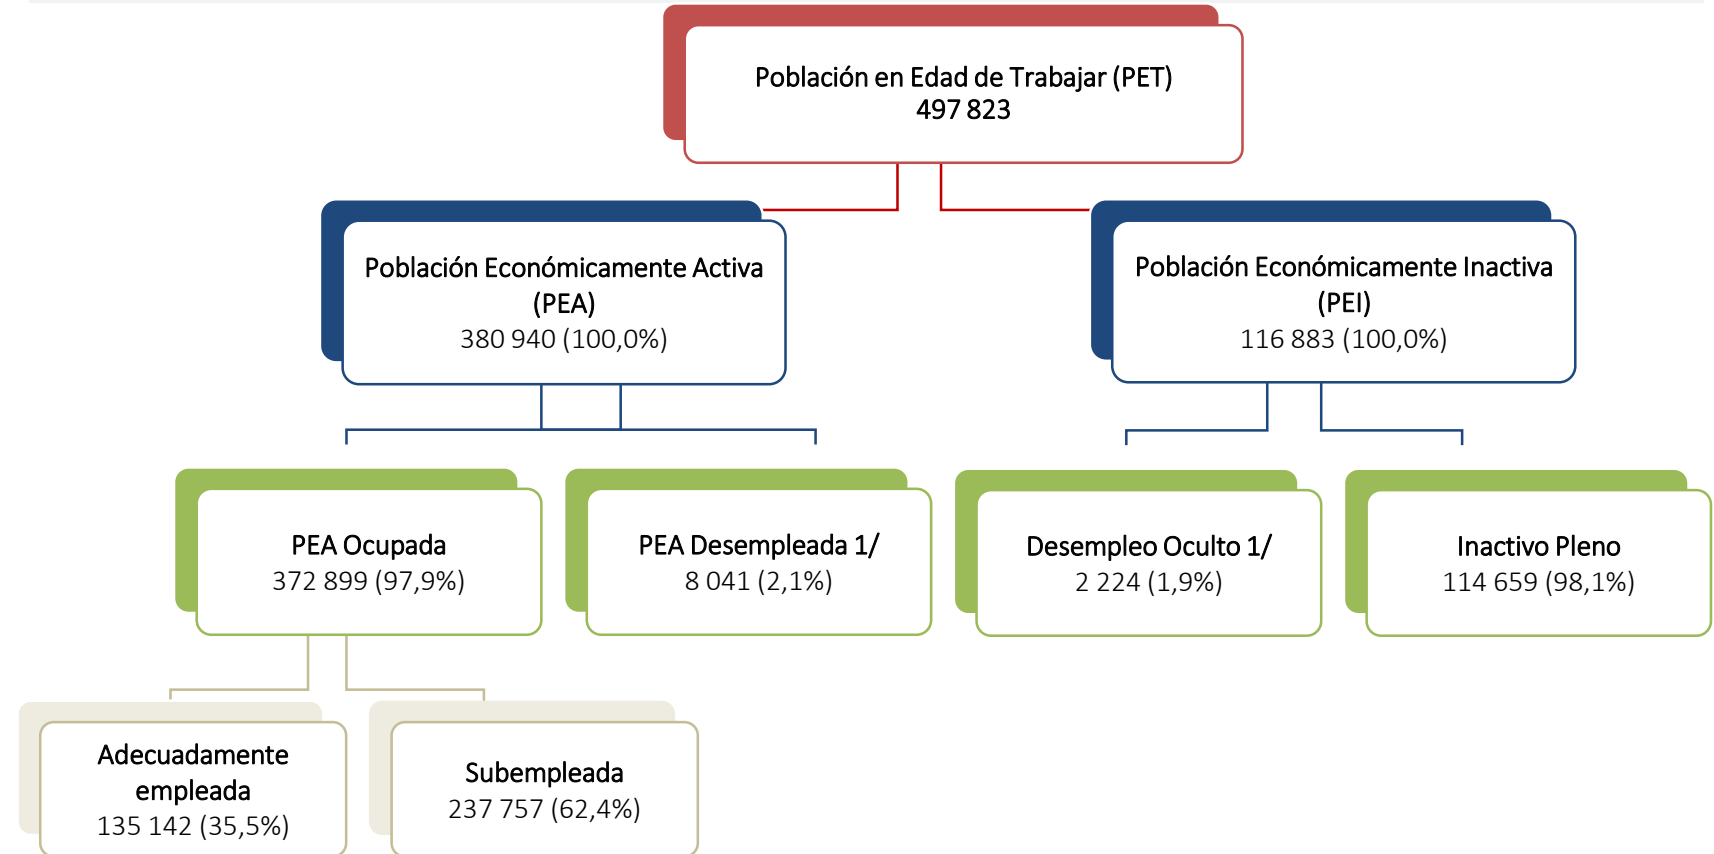 Población en Edad de Trabajar (PET)
497 823
Población Económicamente Activa
(PEA)
380 940 (100,0%)
Población Económicamente Inactiva
(PEI)
116 883 (100,0%)
PEA Ocupada
372 899 (97,9%)
PEA Desempleada 1/
8 041 (2,1%)
Desempleo Oculto 1/
2 224 (1,9%)
Inactivo Pleno
114 659 (98,1%)
Adecuadamente
empleada
135 142 (35,5%)
Subempleada
237 757 (62,4%)